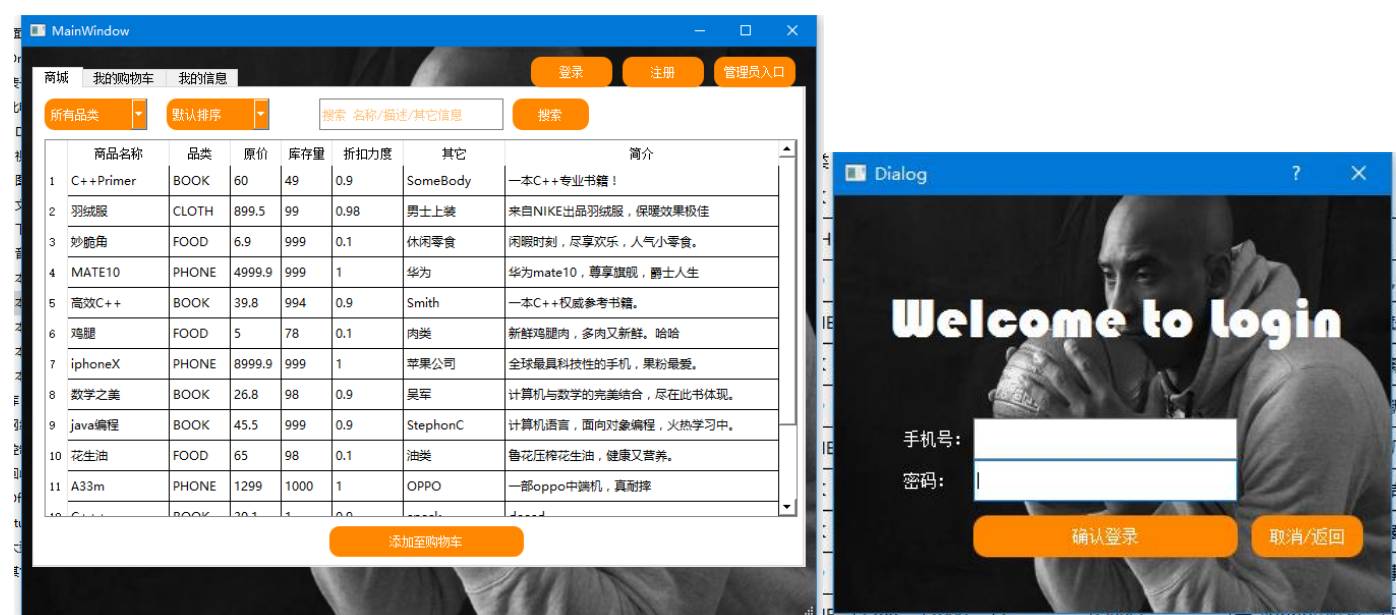 MainWindow
商城 我的购物车 我的信息 登录 注册 管理员入口
所有品类 默认排序 搜索 名称/描述/其它信息 搜索
商品名称 品类 原价 库存量 折扣力度 其它 简介
1 C++Primer BOOK 60 49 0.9 SomeBody 一本C++专业书籍！
2 羽绒服 CLOTH 899.5 99 0.98 男士上装 来自NIKE出品羽绒服，保暖效果极佳
3 妙脆角 FOOD 6.9 999 0.1 休闲零食 闲暇时刻，尽享欢乐，人气小零食。
4 MATE10 PHONE 4999.9 999 1 华为 华为mate10，尊享旗舰，爵士人生
5 高效C++ BOOK 39.8 994 0.9 Smith 一本C++权威参考书籍。
6 鸡腿 FOOD 5 78 0.1 肉类 新鲜鸡腿肉，多肉又新鲜。哈哈
7 iphoneX PHONE 8999.9 999 1 苹果公司 全球最具科技性的手机，果粉最爱。
8 数学之美 BOOK 26.8 98 0.9 吴军 计算机与数学的完美结合，尽在此书体现。
9 java编程 BOOK 45.5 999 0.9 StephonC 计算机语言，面向对象编程，火热学习中。
10 花生油 FOOD 65 98 0.1 油类 鲁花压榨花生油，健康又营养。
11 A33m PHONE 1299 1000 1 OPPO 一部oppo中端机，真耐摔
添加至购物车
Dialog
Welcome to Login
手机号：
密码：
确认登录 取消/返回